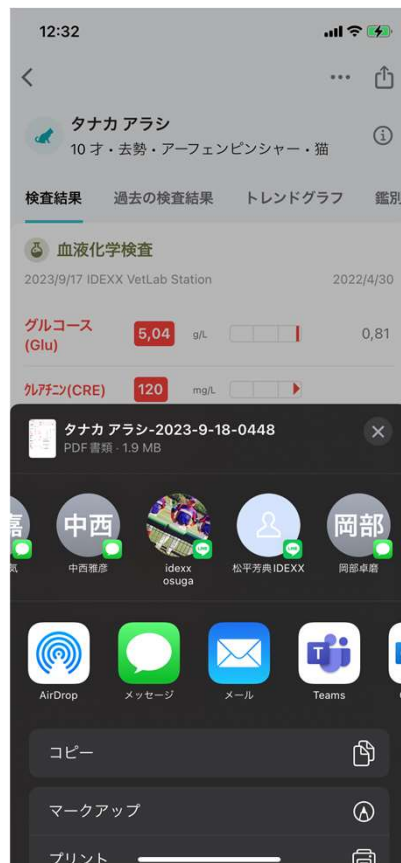 12:32
タナカ アラシ
10 才・去勢・アーフェンピンシャー・猫
検査結果 過去の検査結果 トレンドグラフ 鑑別
血液化学検査
2023/9/17 IDEXX VetLab Station 2022/4/30
グルコース
(Glu) 5,04 g/L 0,81
クレアチニン(CRE) 120 mg/L
タナカ アラシ-2023-9-18-0448
PDF 書類・1.9 MB
嘉 中西 岡部
気 中西雅彦 idexx
osuga 松平芳典IDEXX 岡部卓磨
AirDrop メッセージ メール Teams
コピー
マークアップ
プリント